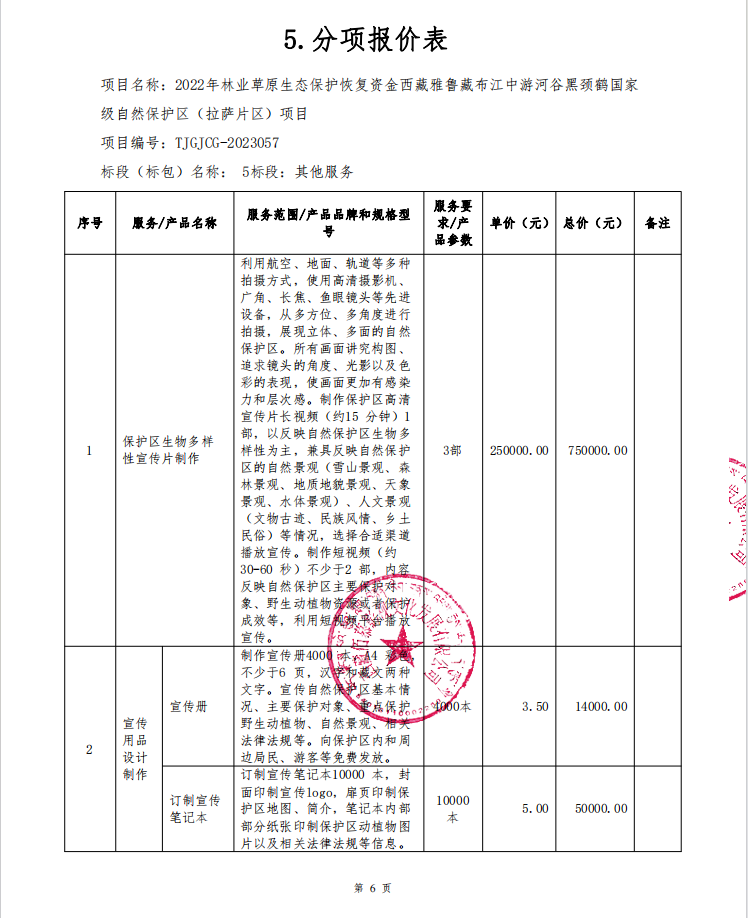 5.分项报价表
项目名称：2022年林业草原生态保护恢复资金西藏雅鲁藏布江中游河谷黑颈鹤国家
级自然保护区（拉萨片区）项目
项目编号：TJGJCG-2023057
标段（标包）名称： 5标段：其他服务
序号
服务/产品名称
服务范围/产品品牌和规格型
号
服务要
求/产
品参数
单价（元）
总价（元）
备注
1
保护区生物多样
性宣传片制作
利用航空、地面、轨道等多种
拍摄方式，使用高清摄影机、
广角、长焦、鱼眼镜头等先进
设备，从多方位、多角度进行
拍摄，展现立体、多面的自然
保护区。所有画面讲究构图、
追求镜头的角度、光影以及色
彩的表现，使画面更加有感染
力和层次感。制作保护区高清
宣传片长视频（约15 分钟）1
部，以反映自然保护区生物多
样性为主，兼具反映自然保护
区的自然景观（雪山景观、森
林景观、地质地貌景观、天象
景观、水体景观）、人文景观
（文物古迹、民族风情、乡土
民俗）等情况，选择合适渠道
播放宣传。制作短视频（约
30-60 秒）不少于2 部，内容
反映自然保护区主要保护对
象、野生动植物资源或者保护
成效等，利用短视频平台播放
宣传。
3部
250000.00
750000.00
2
宣传
用品
设计
制作
宣传册
制作宣传册4000 本，A4 彩色
不少于6 页，汉字和藏文两种
文字。宣传自然保护区基本情
况、主要保护对象、重点保护
野生动植物、自然景观、相关
法律法规等。向保护区内和周
边居民、游客等免费发放。
4000本
3.50
14000.00
订制宣传
笔记本
订制宣传笔记本10000 本，封
面印制宣传logo，扉页印制保
护区地图、简介，笔记本内部
部分纸张印制保护区动植物图
片以及相关法律法规等信息。
10000
本
5.00
50000.00
第 6 页